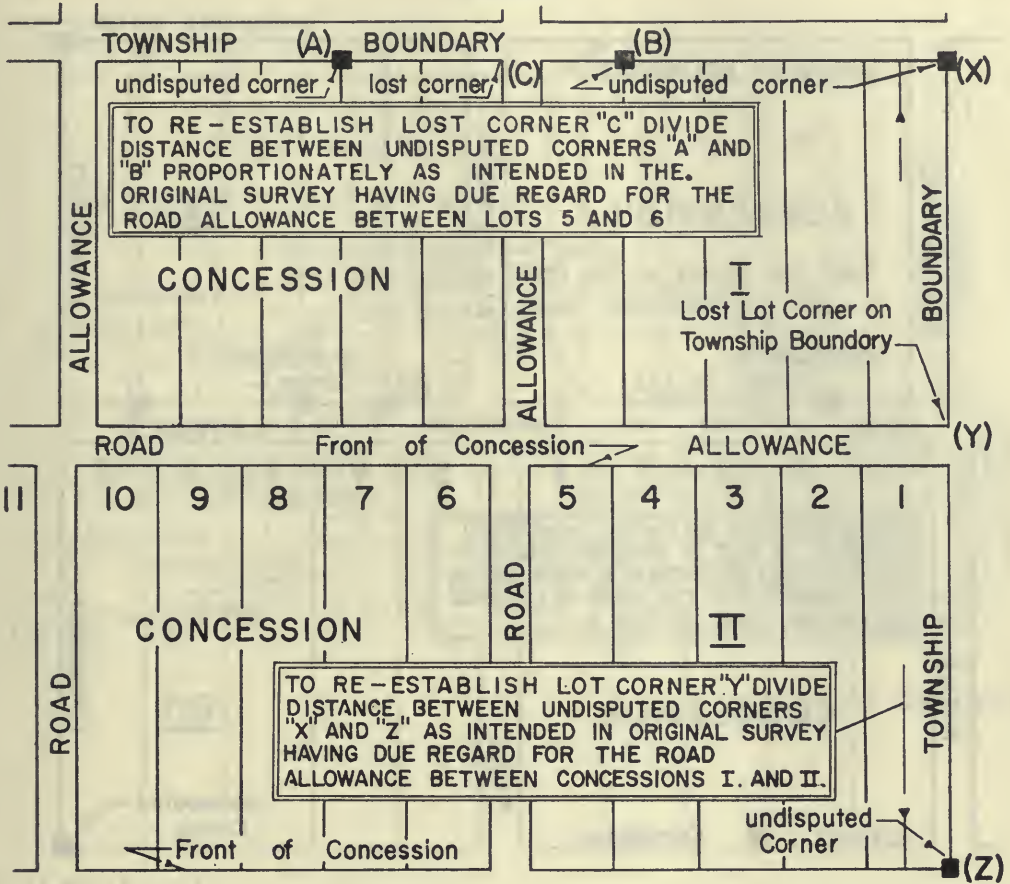 TOWNSHIP (A) BOUNDARY (B)
undisputed corner lost corner (C) undisputed corner (X)
TO RE-ESTABLISH LOST CORNER "C" DIVIDE
DISTANCE BETWEEN UNDISPUTED CORNERS "A" AND
"B" PROPORTIONATELY AS INTENDED IN THE.
ORIGINAL SURVEY HAVING DUE REGARD FOR THE
ROAD ALLOWANCE BETWEEN LOTS 5 AND 6
ALLOWANCE
CONCESSION
ALLOWANCE
I
BOUNDARY
Lost Lot Corner on
Township Boundary
(Y)
ROAD Front of Concession ALLOWANCE
11 10 9 8 7 6 5 4 3 2 1
ROAD
CONCESSION
ROAD
II
TOWNSHIP
TO RE-ESTABLISH LOT CORNER "Y" DIVIDE
DISTANCE BETWEEN UNDISPUTED CORNERS
"X" AND "Z" AS INTENDED IN ORIGINAL SURVEY
HAVING DUE REGARD FOR THE ROAD
ALLOWANCE BETWEEN CONCESSIONS I. AND II.
undisputed
Corner
Front of Concession
(Z)